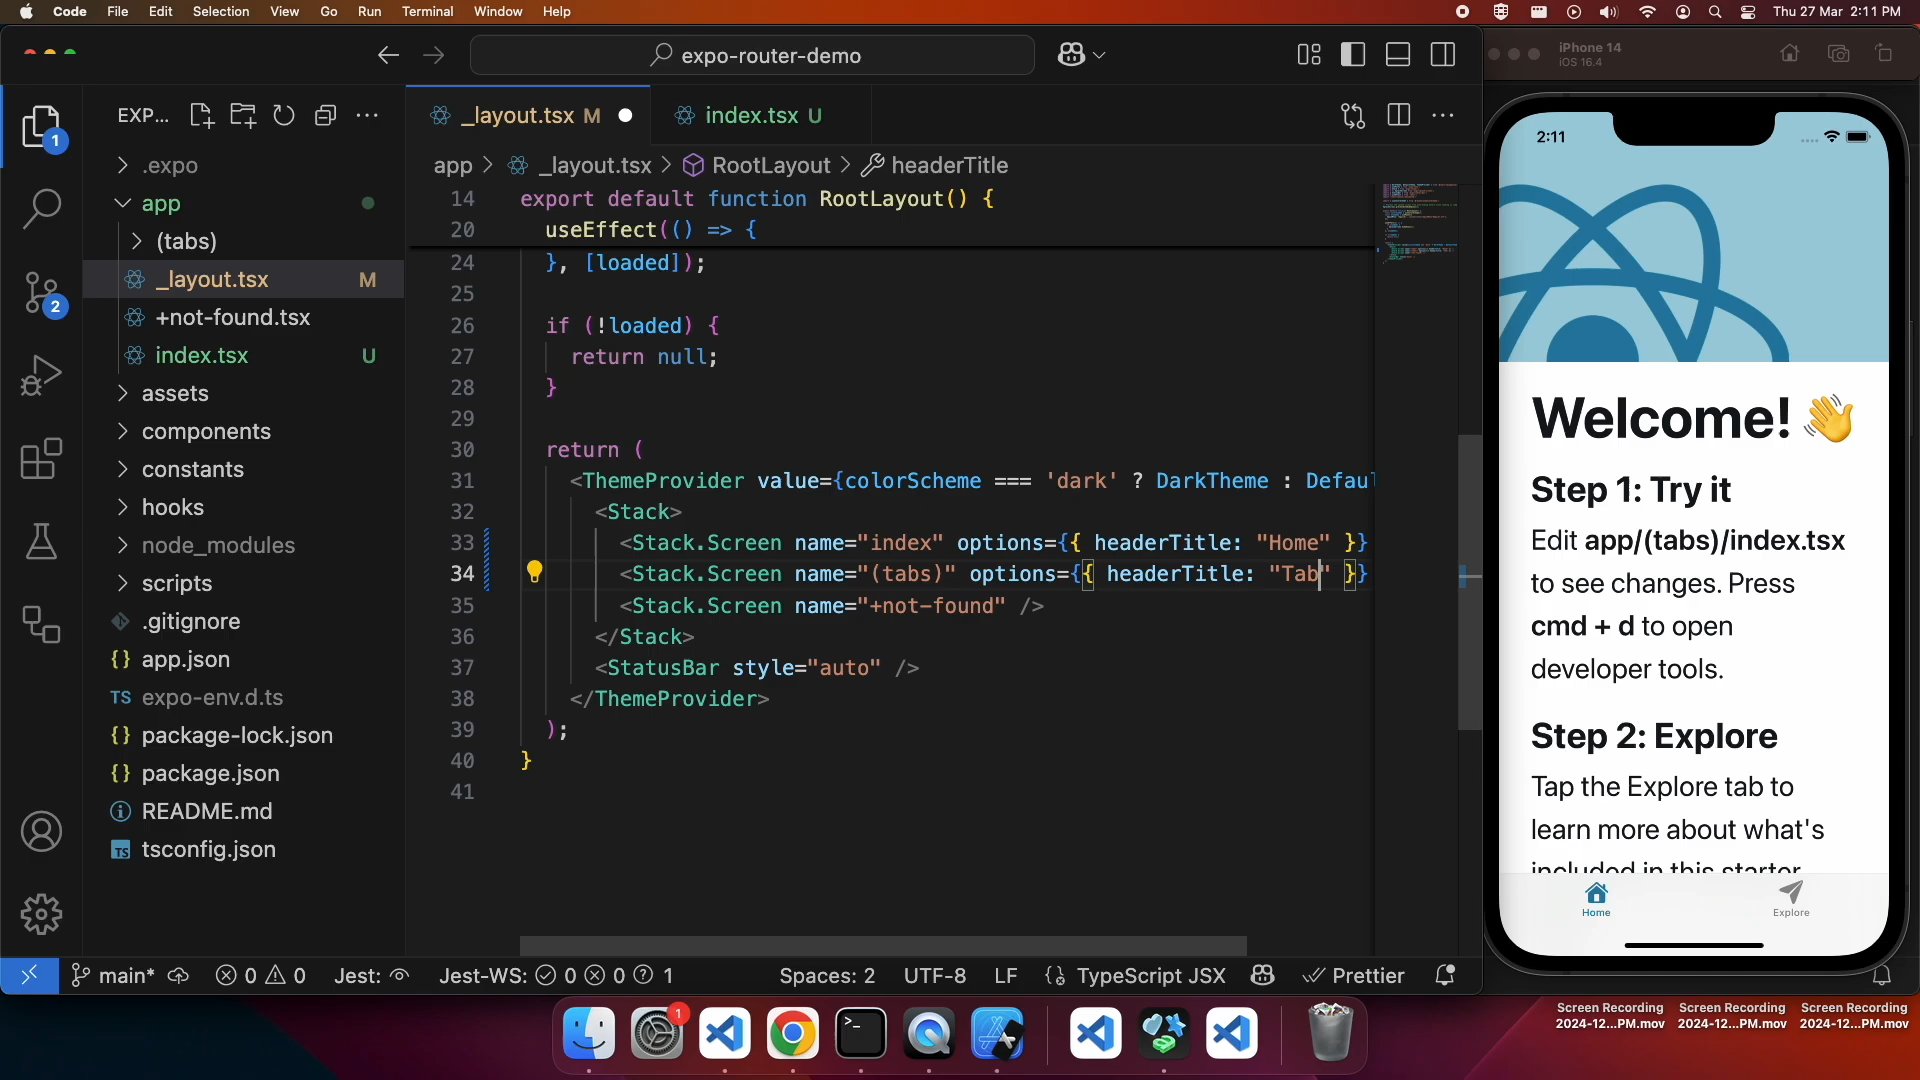 Code File Edit Selection View Go Run Terminal Window Help
Thu 27 Mar 2:11 PM
expo-router-demo
EXP...
_layout.tsx M
index.tsx U
app > _layout.tsx > RootLayout > headerTitle
.expo
app
(tabs)
_layout.tsx M
+not-found.tsx
index.tsx U
assets
components
constants
hooks
node_modules
scripts
.gitignore
{} app.json
TS expo-env.d.ts
{} package-lock.json
{} package.json
README.md
TS tsconfig.json
1
2
14 export default function RootLayout() {
20 useEffect(() => {
24 }, [loaded]);
25
26 if (!loaded) {
27 return null;
28 }
29
30 return (
31 <ThemeProvider value={colorScheme === 'dark' ? DarkTheme : Defaul
32 <Stack>
33 <Stack.Screen name="index" options={{ headerTitle: "Home" }}
34 <Stack.Screen name="(tabs)" options={{ headerTitle: "Tab" }}
35 <Stack.Screen name="+not-found" />
36 </Stack>
37 <StatusBar style="auto" />
38 </ThemeProvider>
39 );
40 }
41
main* 0 0 Jest: Jest-WS: 0 0 1 Spaces: 2 UTF-8 LF TypeScript JSX Prettier
iPhone 14
iOS 16.4
2:11
Welcome! 👋
Step 1: Try it
Edit app/(tabs)/index.tsx
to see changes. Press
cmd + d to open
developer tools.
Step 2: Explore
Tap the Explore tab to
learn more about what's
included in this starter
Home
Explore
1
Screen Recording
2024-12...PM.mov
Screen Recording
2024-12...PM.mov
Screen Recording
2024-12...PM.mov